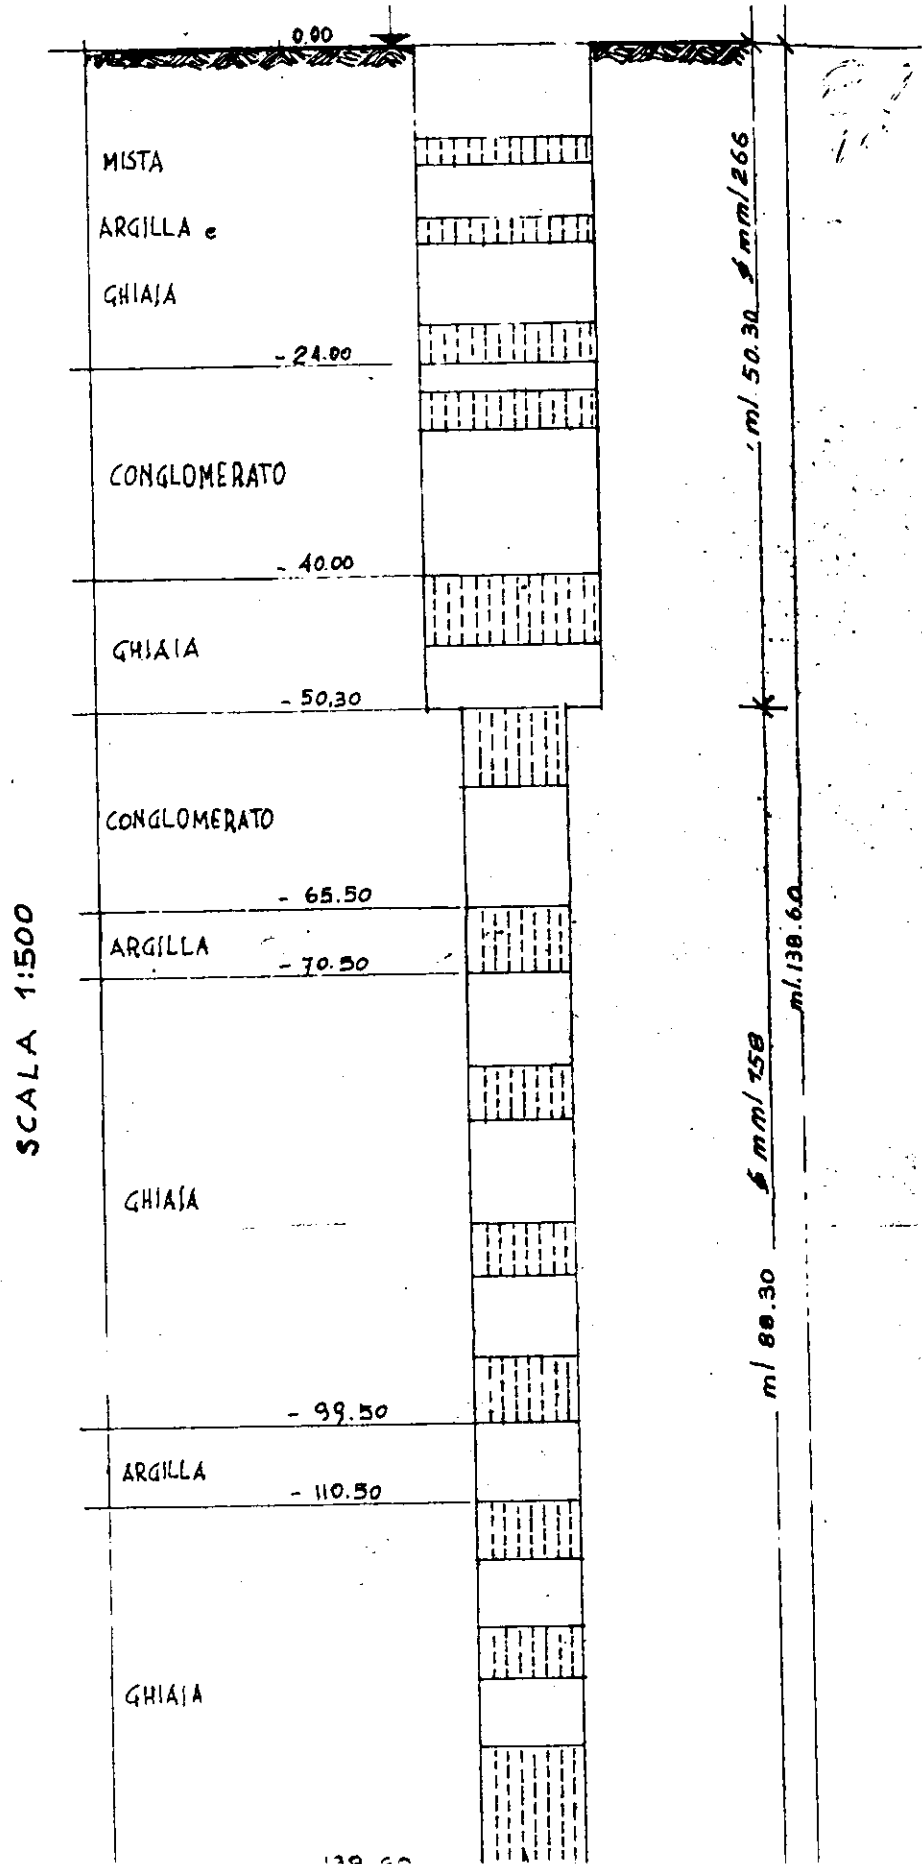 0.00
MISTA
ARGILLA e
GHIAIA
- 24.00
CONGLOMERATO
- 40.00
GHIAIA
- 50,30
CONGLOMERATO
- 65.50
ARGILLA
- 70.50
GHIAIA
- 99.50
ARGILLA
- 110.50
GHIAIA
SCALA 1:500
ml. 50.30 ø mm/266
ml 88.30 ø mm/158
ml. 138.60